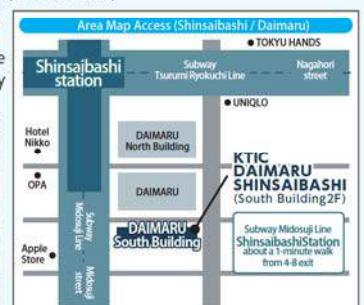 Area Map Access (Shinsaibashi / Daimaru)
TOKYU HANDS
Shinsaibashi
station
Subway
Tsurumi Ryokuchi Line
Nagahori
street
UNIQLO
Hotel
Nikko
DAIMARU
North Building
KTIC
DAIMARU
SHINSAIBASHI
(South Building2F)
OPA
DAIMARU
Subway
Midosuji Line
DAIMARU
South.Building
Subway Midosuji Line
ShinsaibashiStation
about a 1-minute walk
from 4-8 exit
Apple
Store
Midosuji
street